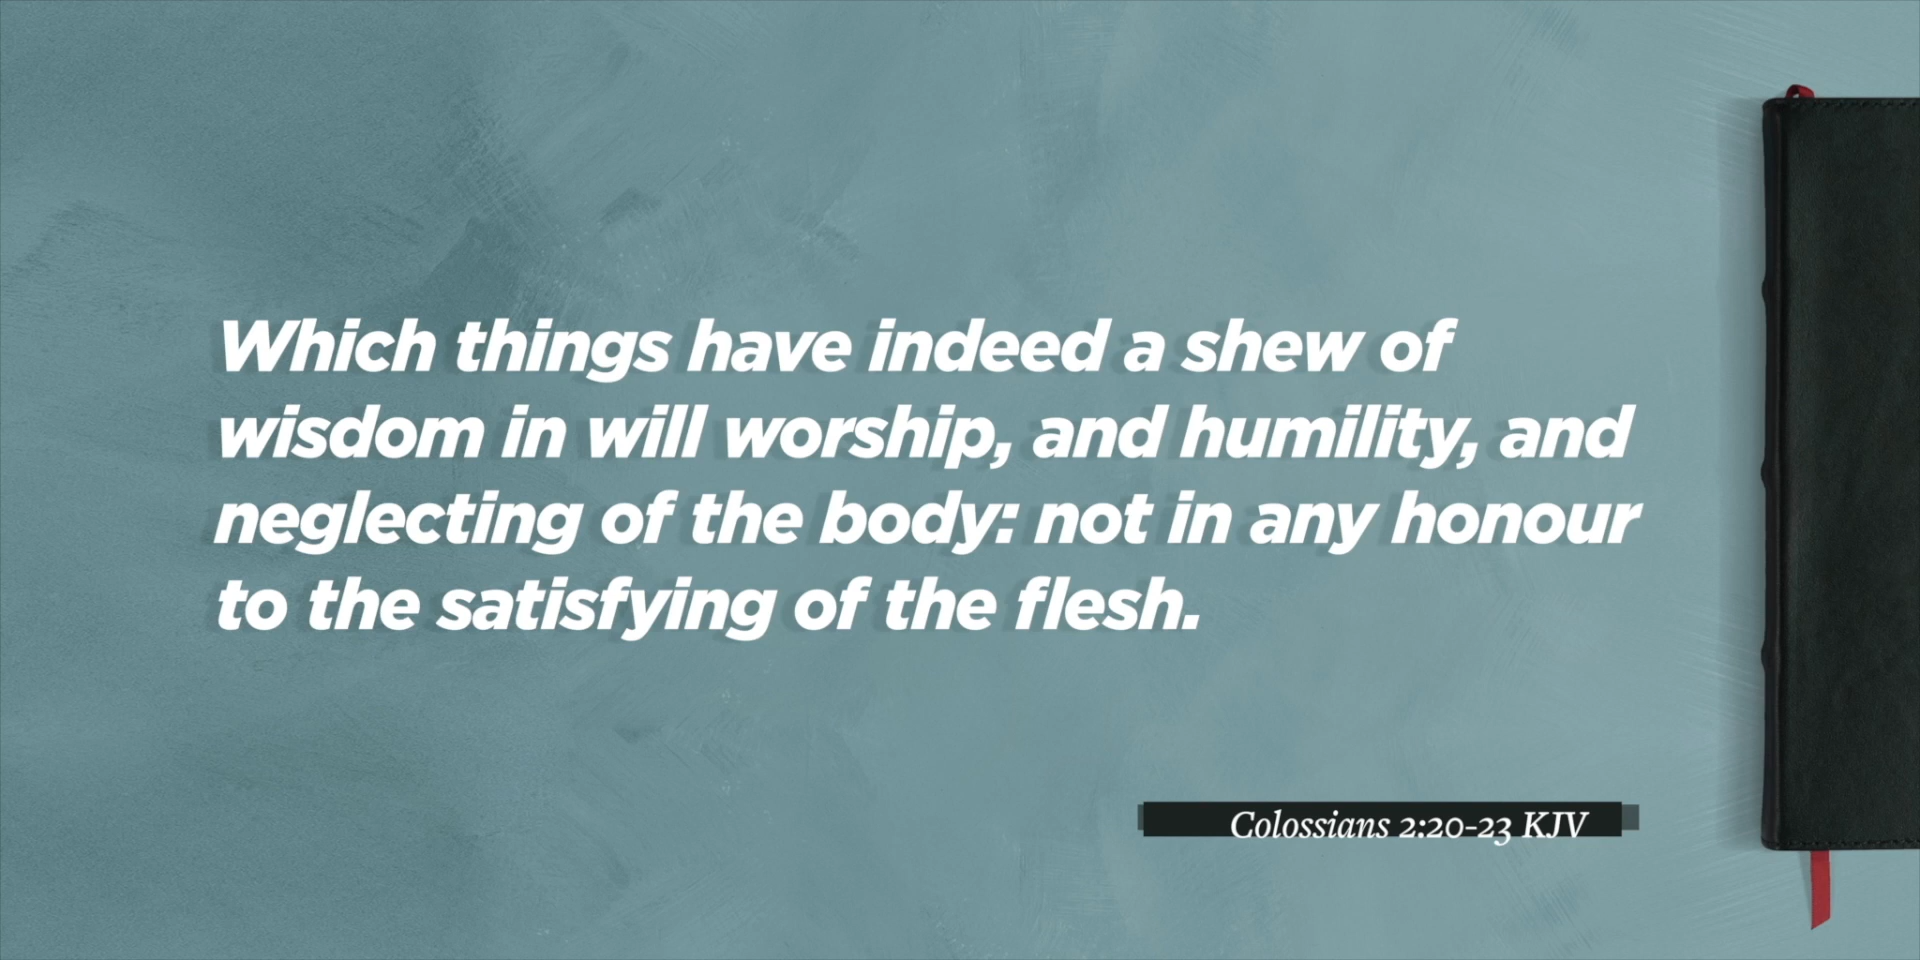 Which things have indeed a shew of
wisdom in will worship, and humility, and
neglecting of the body: not in any honour
to the satisfying of the flesh.
Colossians 2:20-23 KJV